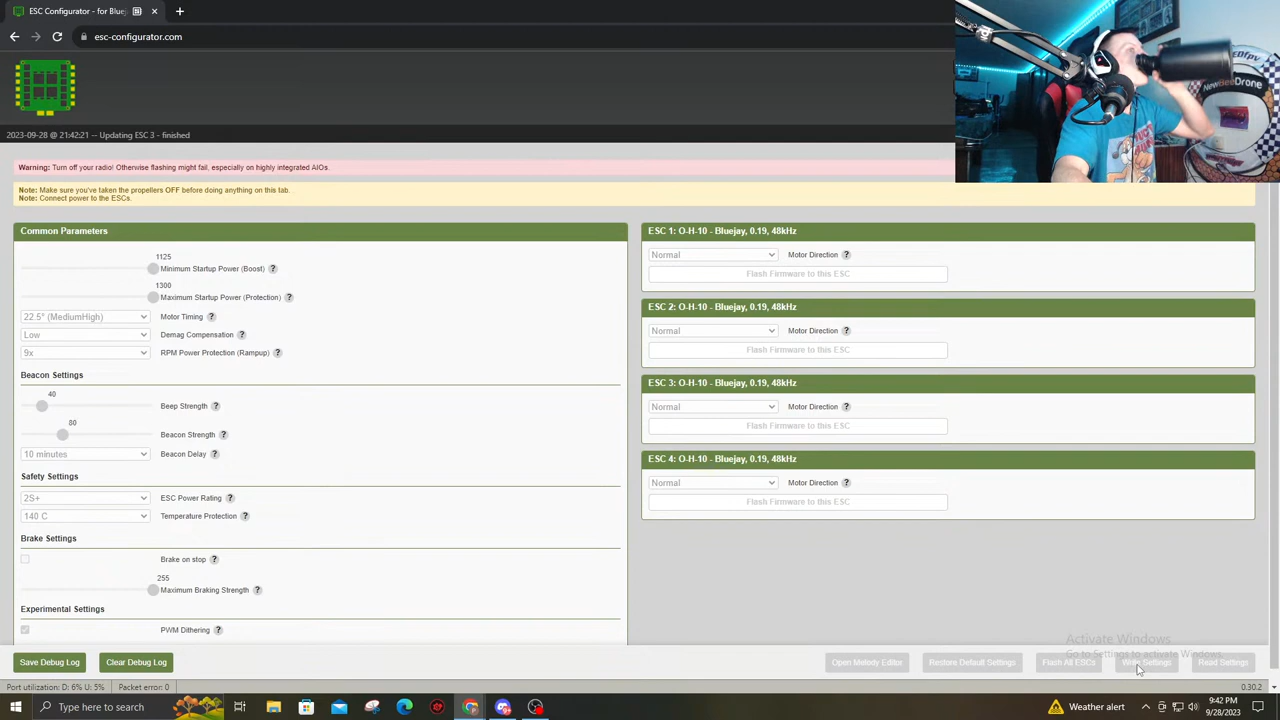 ESC Configurator - for Bluej
esc-configurator.com
2023-09-28 @ 21:42:21 -- Updating ESC 3 - finished
Warning: Turn off your radio! Otherwise flashing might fail, especially on highly integrated AIOs.
Note: Make sure you've taken the propellers OFF before doing anything on this tab.
Note: Connect power to the ESCs.
Common Parameters
1125
Minimum Startup Power (Boost) ?
1300
Maximum Startup Power (Protection) ?
22.5° (MediumHigh) Motor Timing ?
Low Demag Compensation ?
9x RPM Power Protection (Rampup) ?
Beacon Settings
40
Beep Strength ?
80
Beacon Strength ?
10 minutes Beacon Delay ?
Safety Settings
2S+ ESC Power Rating ?
140 C Temperature Protection ?
Brake Settings
Brake on stop ?
255
Maximum Braking Strength ?
Experimental Settings
PWM Dithering ?
ESC 1: O-H-10 - Bluejay, 0.19, 48kHz
Normal Motor Direction ?
Flash Firmware to this ESC
ESC 2: O-H-10 - Bluejay, 0.19, 48kHz
Normal Motor Direction ?
Flash Firmware to this ESC
ESC 3: O-H-10 - Bluejay, 0.19, 48kHz
Normal Motor Direction ?
Flash Firmware to this ESC
ESC 4: O-H-10 - Bluejay, 0.19, 48kHz
Normal Motor Direction ?
Flash Firmware to this ESC
NewBeeDrone
Activate Windows
Go to Settings to activate Windows.
Save Debug Log Clear Debug Log Open Melody Editor Restore Default Settings Flash All ESCs Write Settings Read Settings
Port utilization: D: 6% U: 5% Packet error: 0 0.30.2
Type here to search Weather alert 9:42 PM
9/28/2023